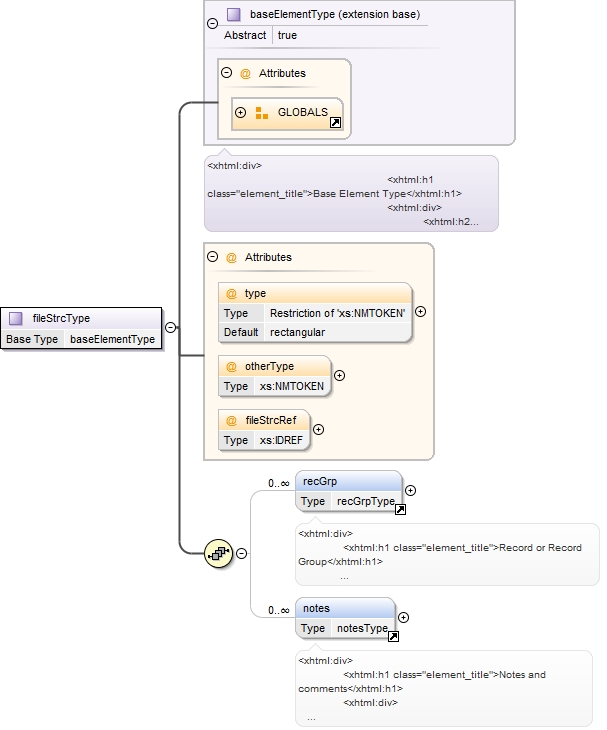 baseElementType (extension base)
Abstract true
@ Attributes
GLOBALS
<xhtml:div>
<xhtml:h1
class="element_title">Base Element Type</xhtml:h1>
<xhtml:div>
<xhtml:h2...
@ Attributes
@ type
Type Restriction of 'xs:NMTOKEN'
Default rectangular
fileStrcType
Base Type baseElementType
@ otherType
Type xs:NMTOKEN
@ fileStrcRef
Type xs:IDREF
0..∞ recGrp
Type recGrpType
<xhtml:div>
<xhtml:h1 class="element_title">Record or Record
Group</xhtml:h1>
...
0..∞ notes
Type notesType
<xhtml:div>
<xhtml:h1 class="element_title">Notes and
comments</xhtml:h1>
<xhtml:div>
...